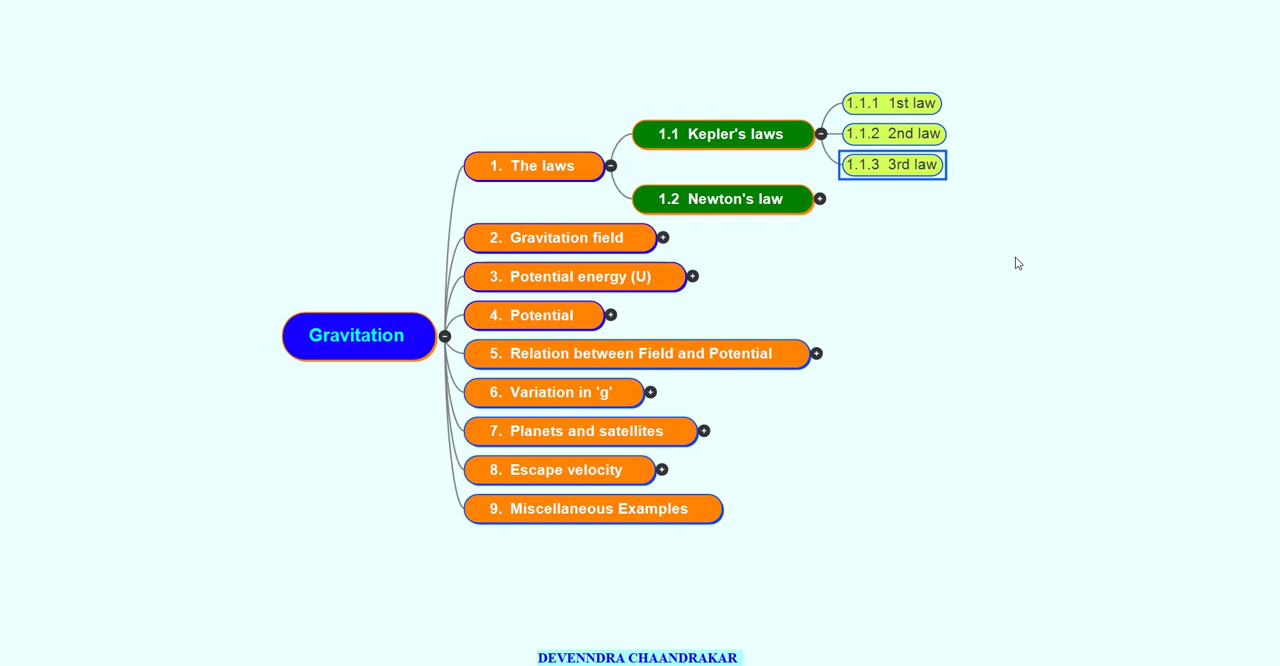 Gravitation
1. The laws
1.1 Kepler's laws
1.1.1 1st law
1.1.2 2nd law
1.1.3 3rd law
1.2 Newton's law
2. Gravitation field
3. Potential energy (U)
4. Potential
5. Relation between Field and Potential
6. Variation in 'g'
7. Planets and satellites
8. Escape velocity
9. Miscellaneous Examples
DEVENNDRA CHAANDRAKAR